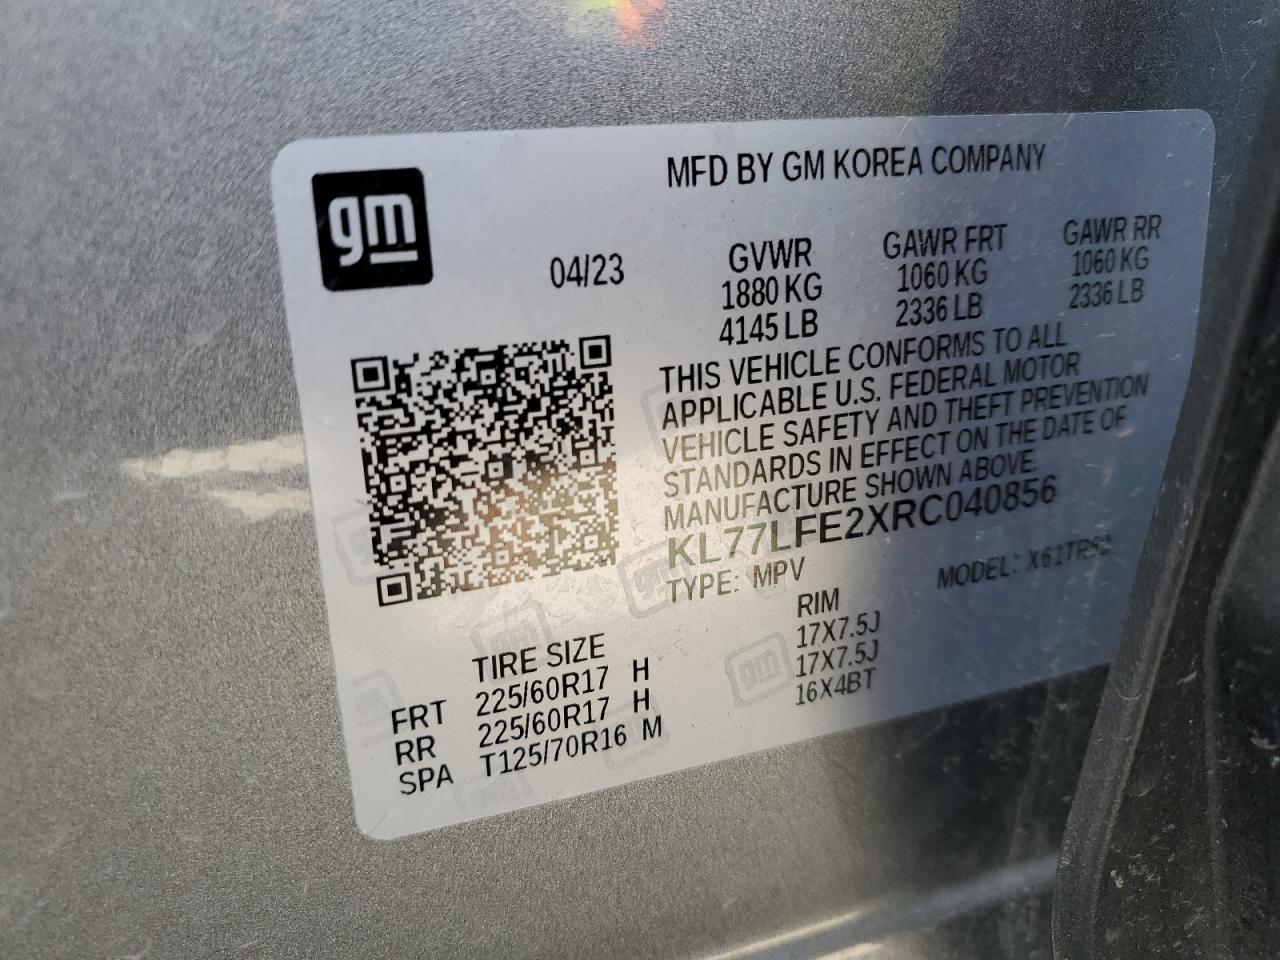 gm
MFD BY GM KOREA COMPANY
04/23
GVWR
1880 KG
4145 LB
GAWR FRT
1060 KG
2336 LB
GAWR RR
1060 KG
2336 LB
THIS VEHICLE CONFORMS TO ALL
APPLICABLE U.S. FEDERAL MOTOR
VEHICLE SAFETY AND THEFT PREVENTION
STANDARDS IN EFFECT ON THE DATE OF
MANUFACTURE SHOWN ABOVE.
KL77LFE2XRC040856
TYPE: MPV
MODEL:
TIRE SIZE RIM
FRT 225/60R17 H 17X7.5J
RR 225/60R17 H 17X7.5J
SPA T125/70R16 M 16X4BT